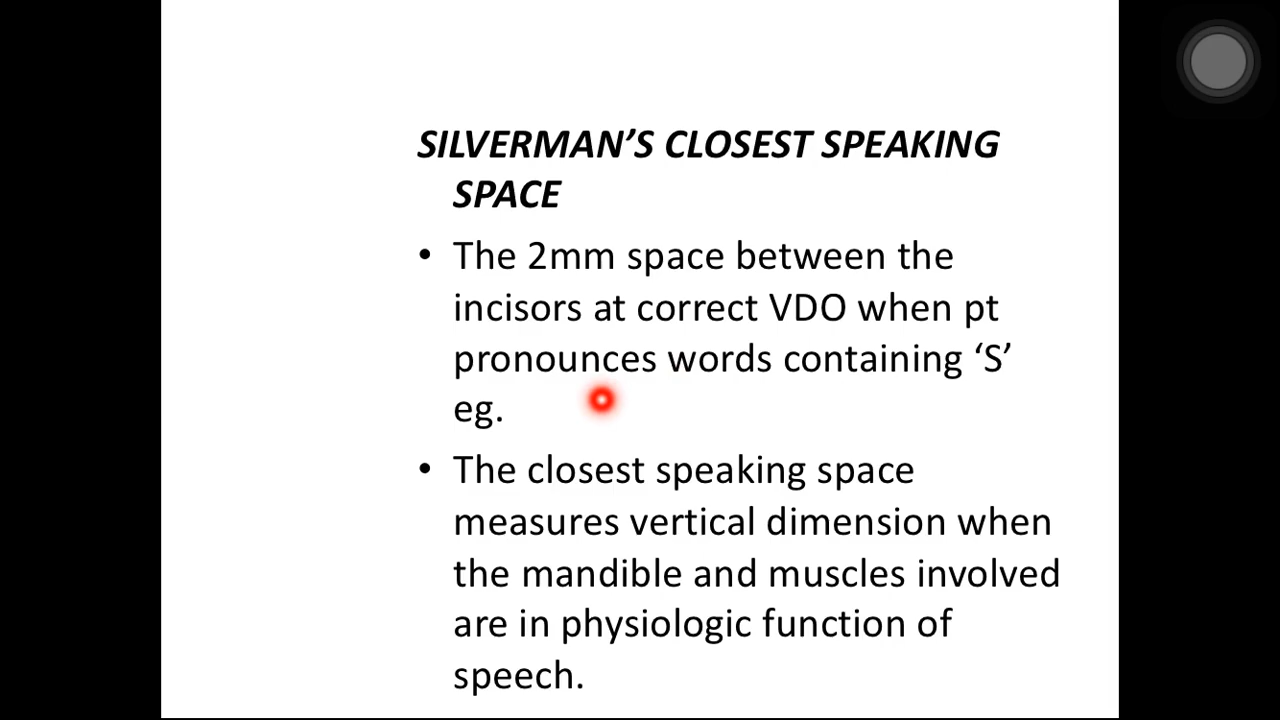 SILVERMAN’S CLOSEST SPEAKING
SPACE
• The 2mm space between the
incisors at correct VDO when pt
pronounces words containing ‘S’
eg.
• The closest speaking space
measures vertical dimension when
the mandible and muscles involved
are in physiologic function of
speech.